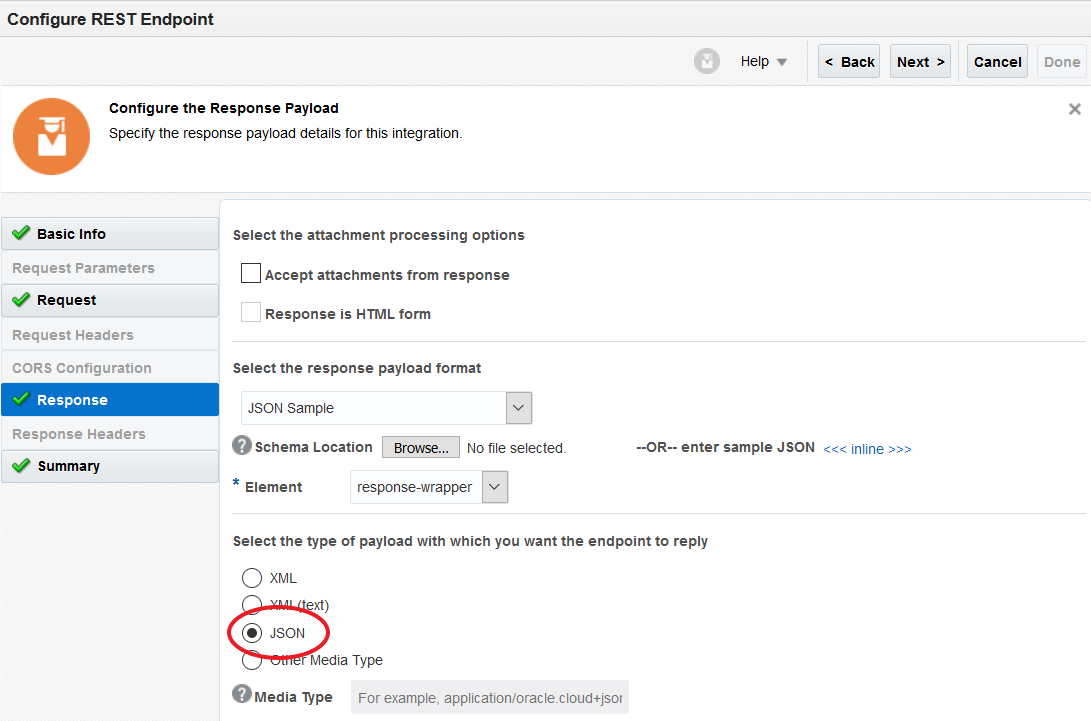 Configure REST Endpoint
Help
< Back
Next >
Cancel
Done
Configure the Response Payload
Specify the response payload details for this integration.
Basic Info
Request Parameters
Request
Request Headers
CORS Configuration
Response
Response Headers
Summary
Select the attachment processing options
Accept attachments from response
Response is HTML form
Select the response payload format
JSON Sample
? Schema Location Browse... No file selected. --OR-- enter sample JSON <<< inline >>>
* Element response-wrapper
Select the type of payload with which you want the endpoint to reply
XML
XML (text)
JSON
Other Media Type
? Media Type For example, application/oracle.cloud+json